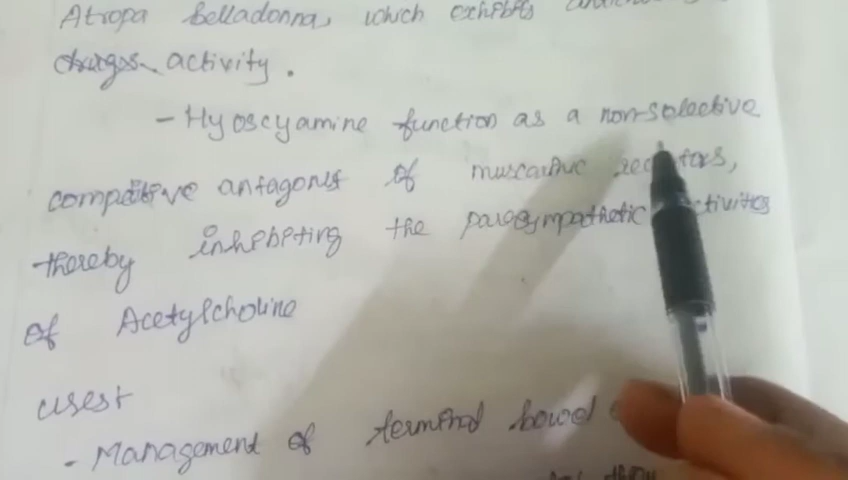 Atropa belladonna, which exhibits
activity.
- Hyoscyamine function as a non-selective
competitive antagonist of muscarinic receptors,
thereby inhibiting the parasympathetic activities
of Acetylcholine
uses:
- Management of terminal bowel